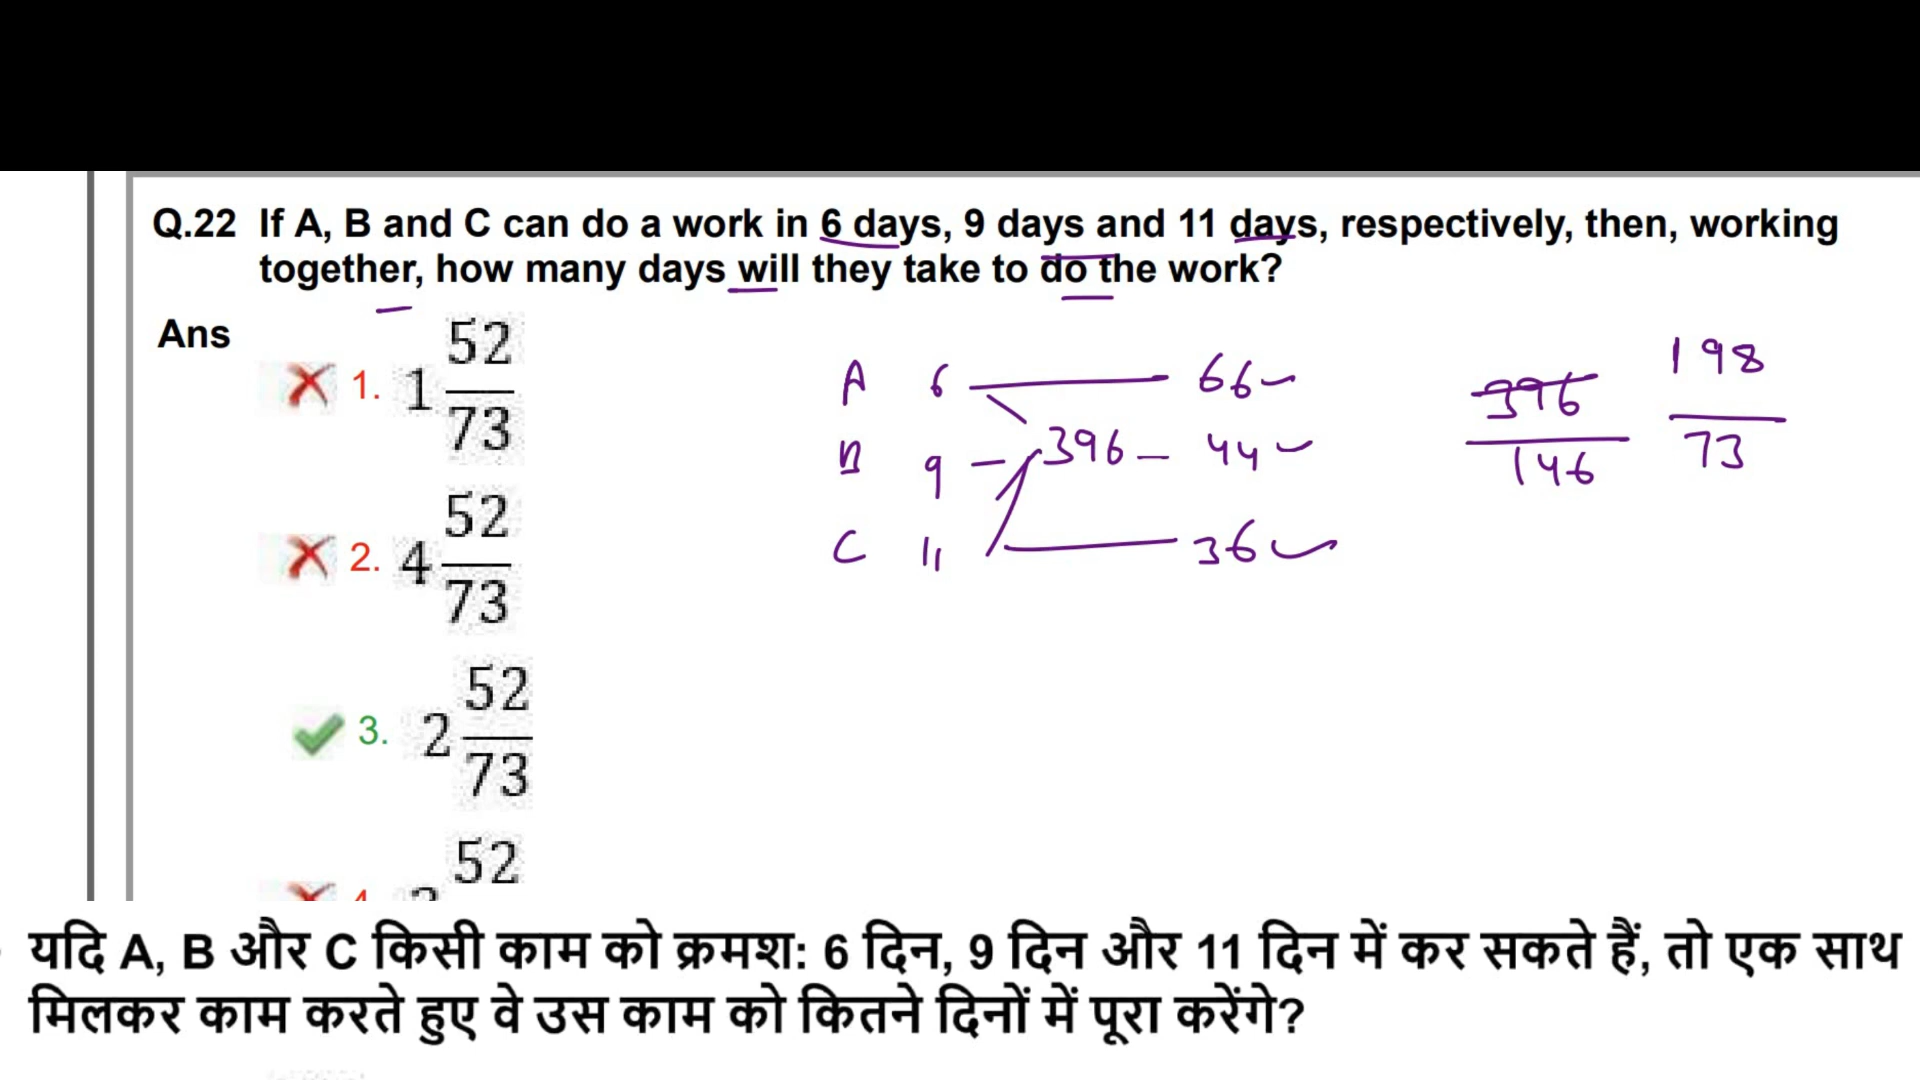 Q.22 If A, B and C can do a work in 6 days, 9 days and 11 days, respectively, then, working
together, how many days will they take to do the work?
Ans
1. 1 52/73
2. 4 52/73
3. 2 52/73
52
A 6 66
B 9 396 44
C 11 36
396/146 198/73
यदि A, B और C किसी काम को क्रमश: 6 दिन, 9 दिन और 11 दिन में कर सकते हैं, तो एक साथ
मिलकर काम करते हुए वे उस काम को कितने दिनों में पूरा करेंगे?